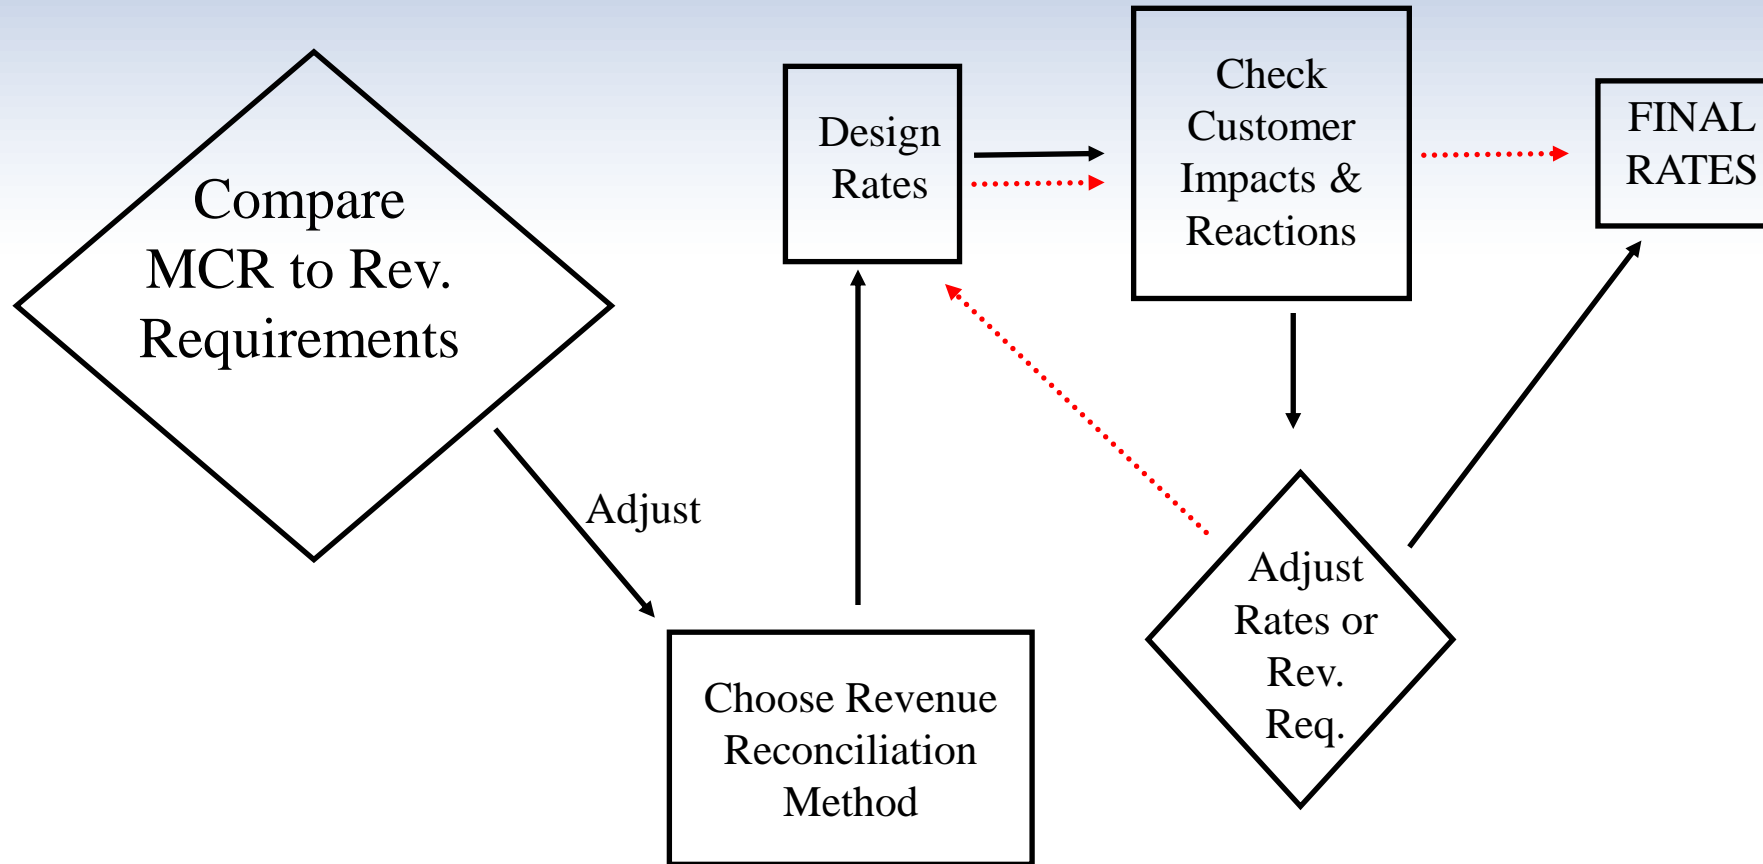 Compare
MCR to Rev.
Requirements
Adjust
Choose Revenue
Reconciliation
Method
Design
Rates
Check
Customer
Impacts &
Reactions
Adjust
Rates or
Rev.
Req.
FINAL
RATES